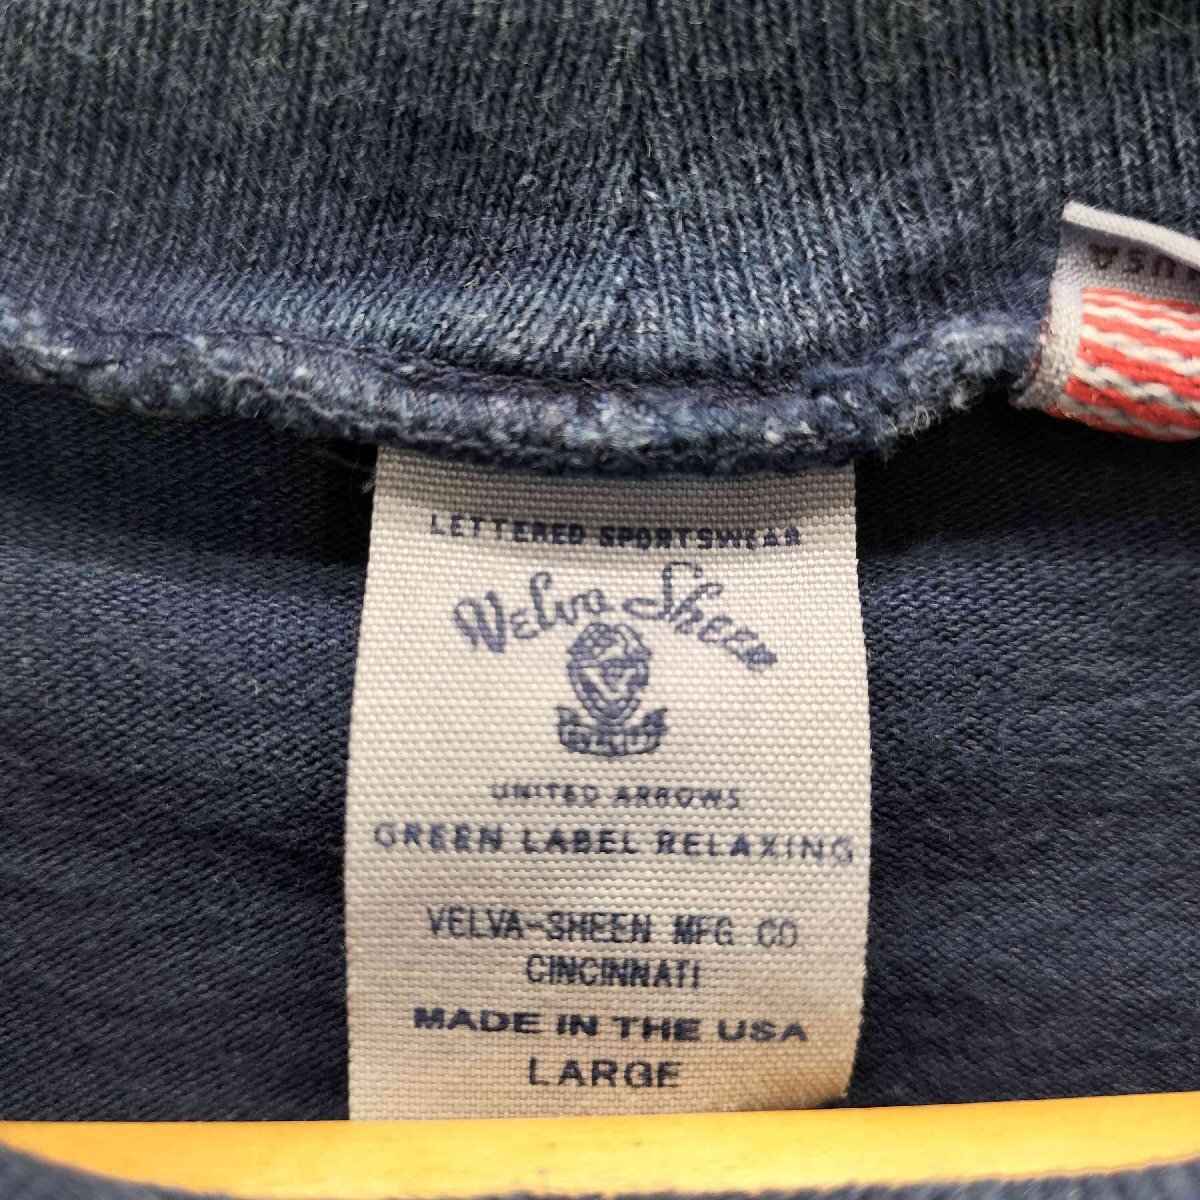 USA
LETTERED SPORTSWEAR
Velva Sheen
UNITED ARROWS
GREEN LABEL RELAXING
VELVA-SHEEN MFG CO
CINCINNATI
MADE IN THE USA
LARGE